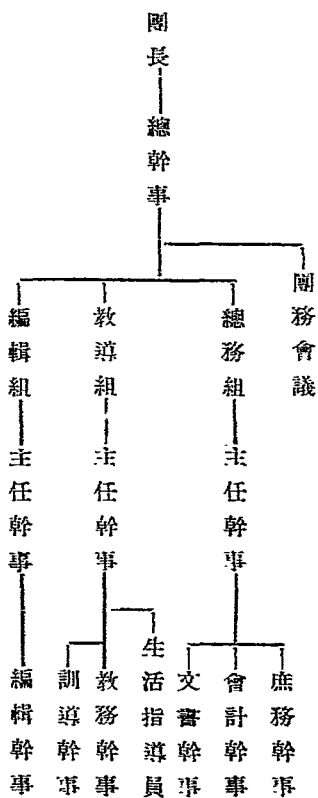 團長
總幹事
團務會議
總務組
教導組
編輯組
主任幹事
主任幹事
主任幹事
庶務幹事
會計幹事
文書幹事
生活指導員
教務幹事
訓導幹事
編輯幹事